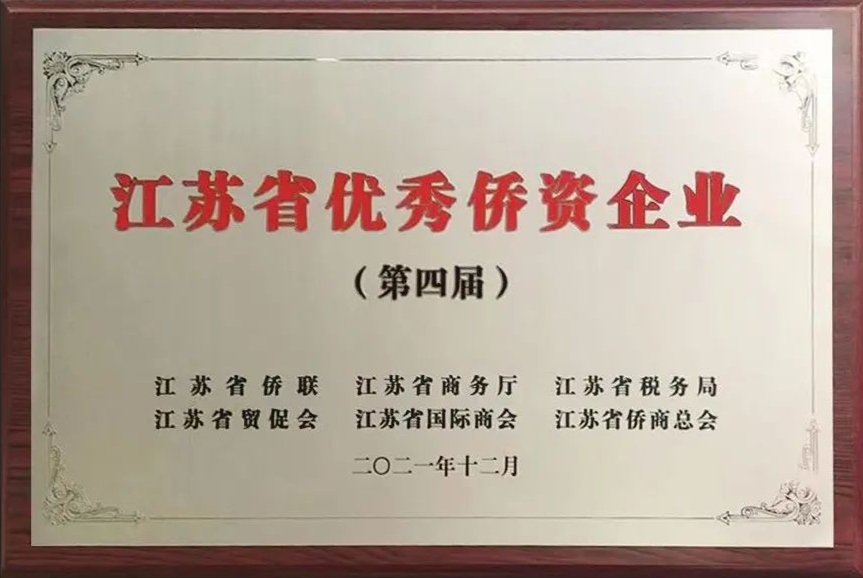 江苏省优秀侨资企业
（第四届）
江苏省侨联 江苏省商务厅 江苏省税务局
江苏省贸促会 江苏省国际商会 江苏省侨商总会
二〇二一年十二月